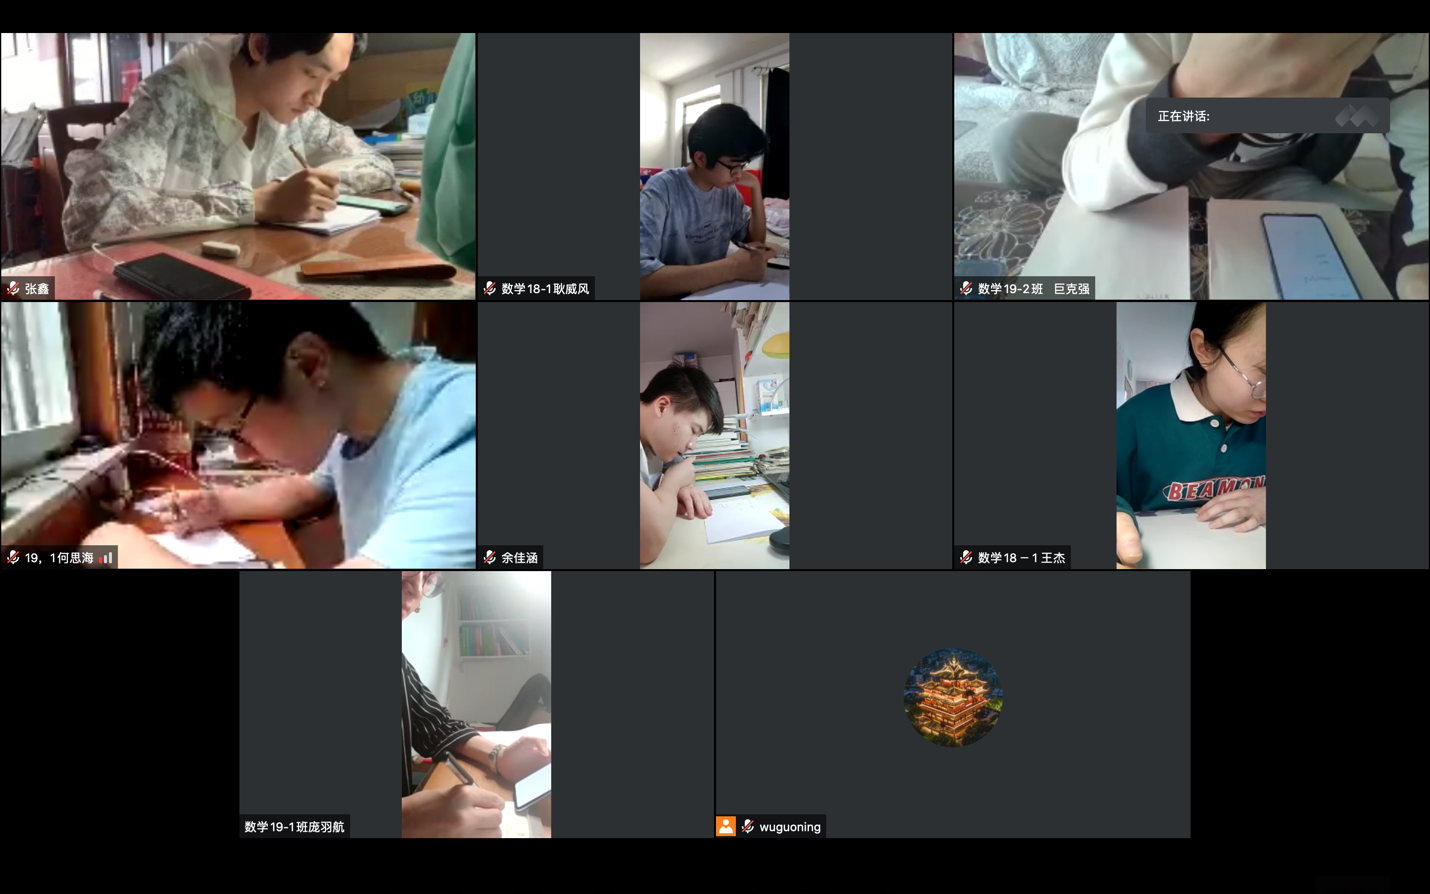 正在讲话:
张鑫
数学18-1耿威风
数学19-2班 巨克强
19，1何思海
余佳涵
数学18－1王杰
BEAMON
数学19-1班庞羽航
wuguoning